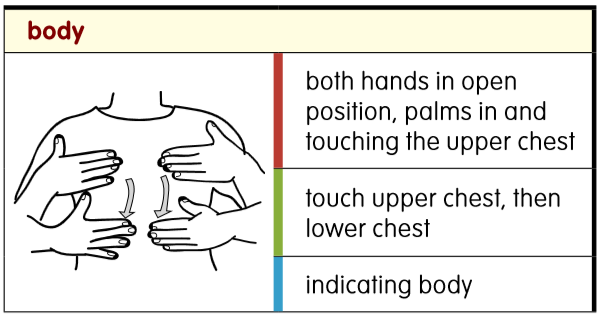 body
both hands in open
position, palms in and
touching the upper chest
touch upper chest, then
lower chest
indicating body